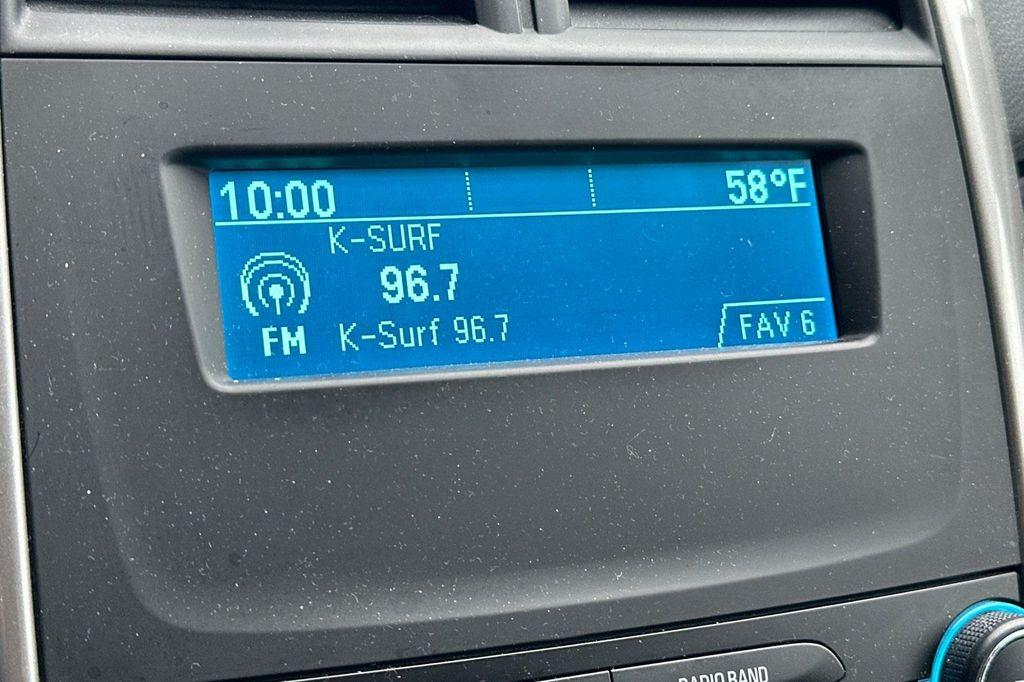 10:00 58°F
K-SURF
96.7
FM K-Surf 96.7 FAV 6
RADIO BAND